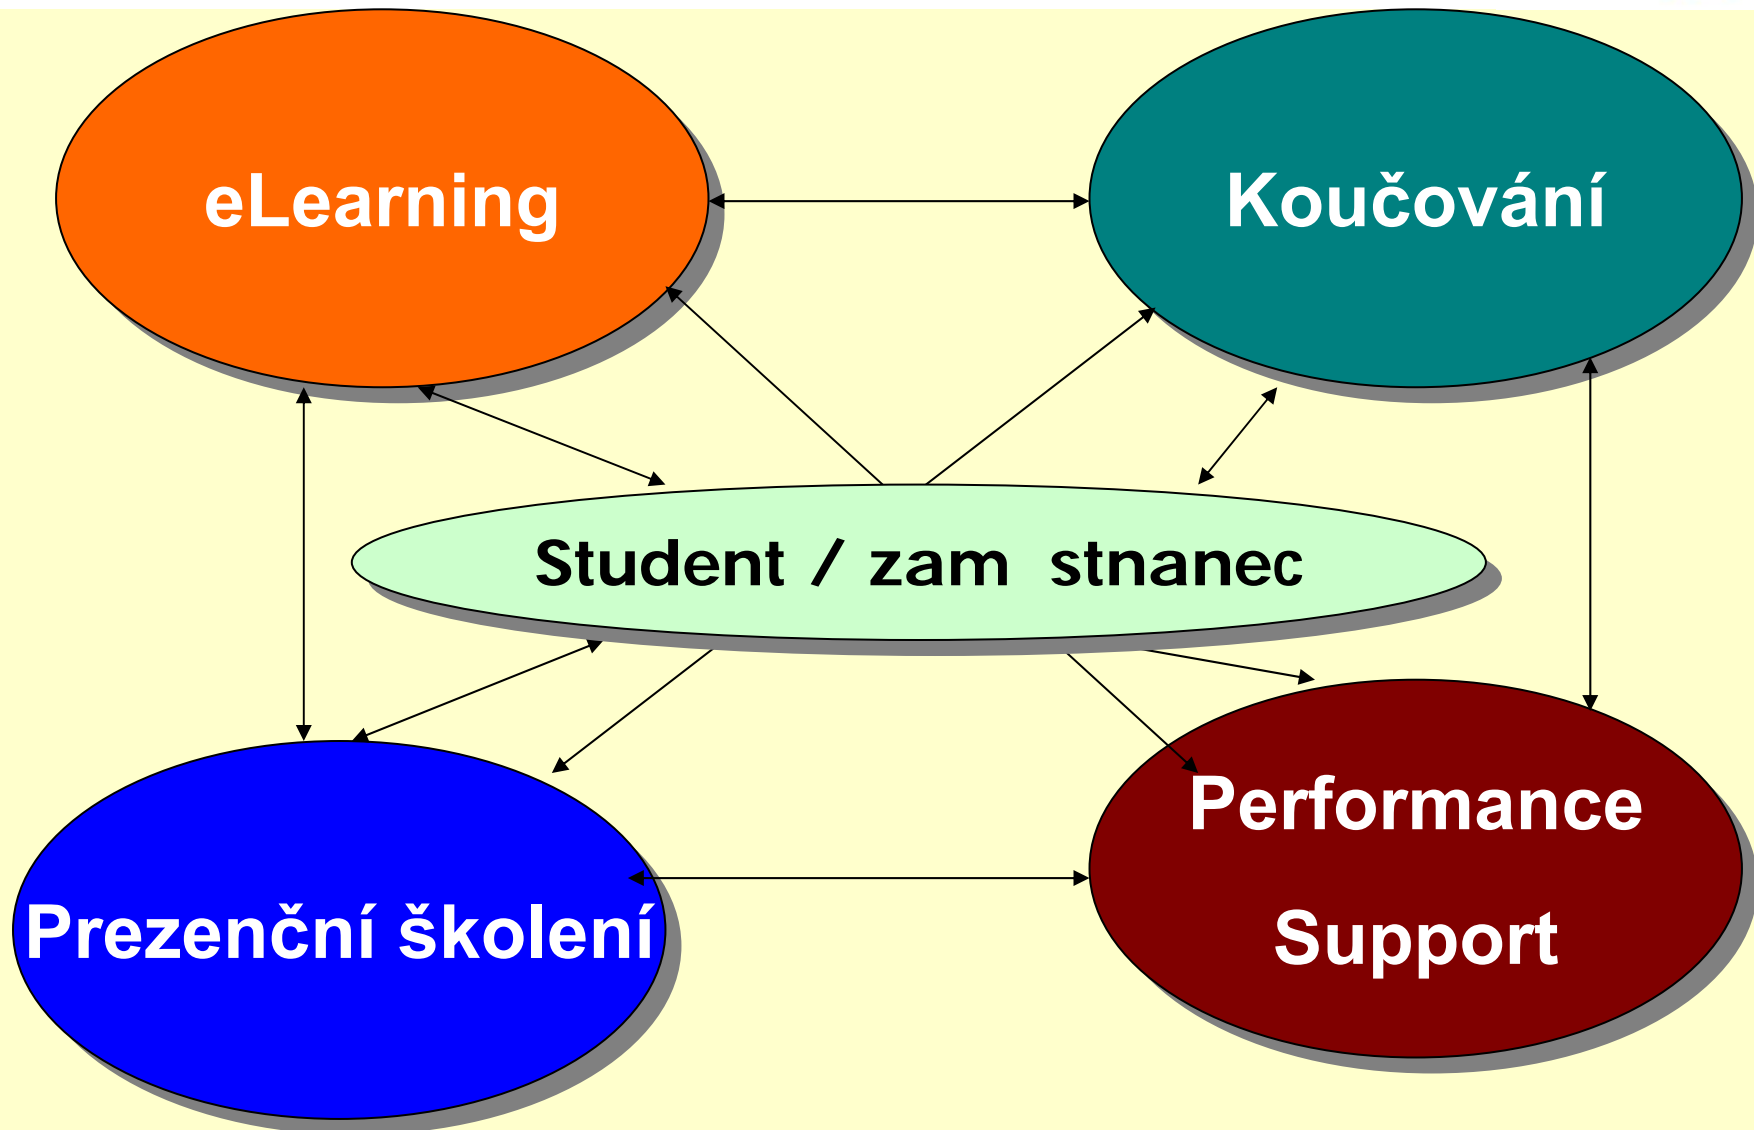 eLearning
Koučování
Student / zam stnanec
Performance
Support
Prezenční školení